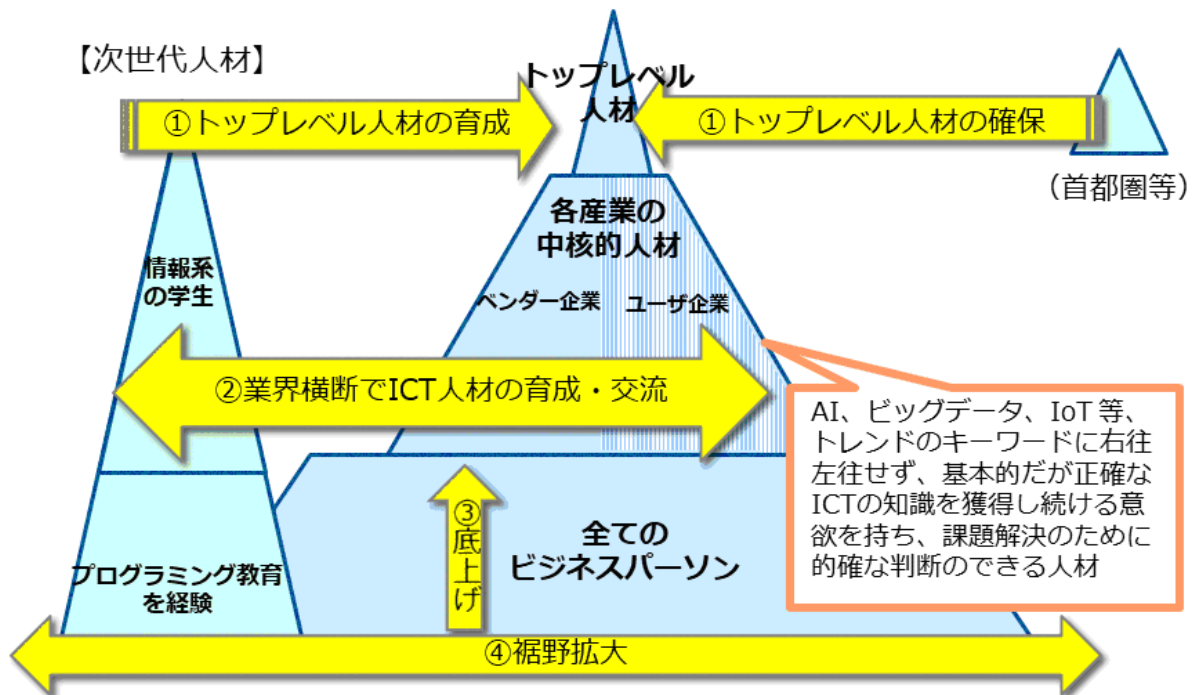 【次世代人材】
トップレベル
人材
①トップレベル人材の育成
①トップレベル人材の確保
（首都圏等）
各産業の
中核的人材
情報系
の学生
ベンダー企業
ユーザ企業
②業界横断でICT人材の育成・交流
AI、ビッグデータ、IoT 等、
トレンドのキーワードに右往
左往せず、基本的だが正確な
ICTの知識を獲得し続ける意
欲を持ち、課題解決のために
的確な判断のできる人材
③底上げ
全ての
ビジネスパーソン
プログラミング教育
を経験
④裾野拡大